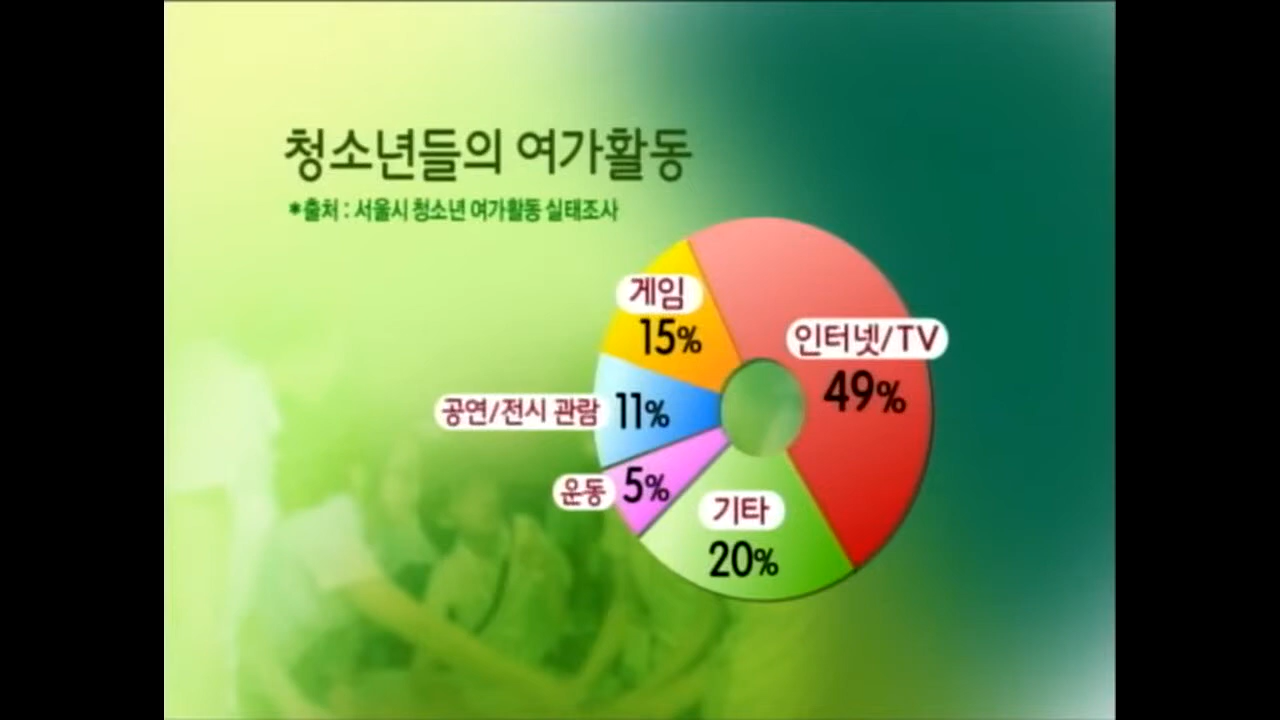 청소년들의 여가활동
*출처 : 서울시 청소년 여가활동 실태조사
게임
15%
인터넷/TV
49%
공연/전시 관람 11%
운동 5%
기타
20%